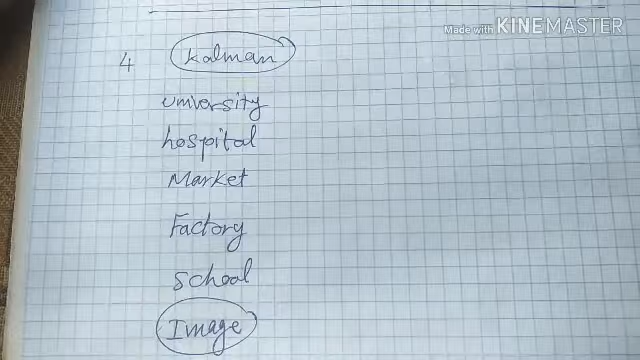 Made with KINEMASTER
4 Kalman
university
hospital
Market
Factory
School
Image